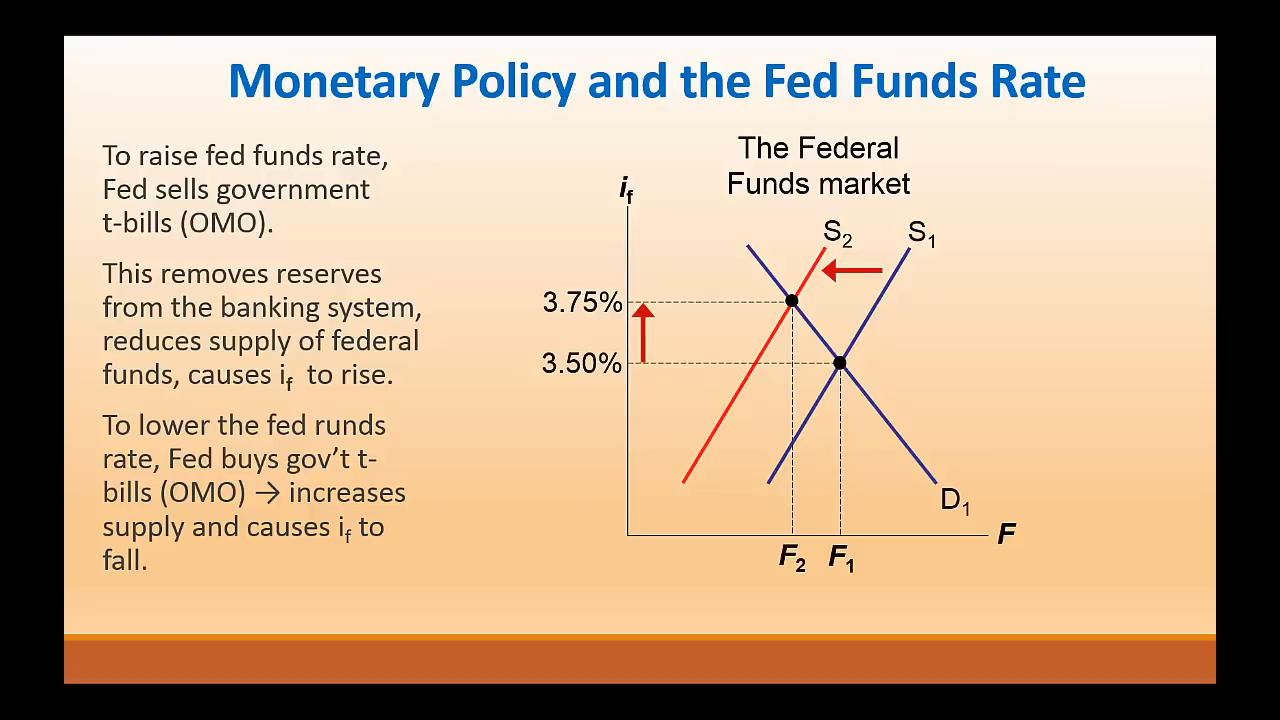 Monetary Policy and the Fed Funds Rate
To raise fed funds rate,
Fed sells government
t-bills (OMO).
This removes reserves
from the banking system,
reduces supply of federal
funds, causes if to rise.
To lower the fed runds
rate, Fed buys gov’t t-
bills (OMO) → increases
supply and causes if to
fall.
The Federal
Funds market
if
S2
S1
3.75%
3.50%
D1
F
F2
F1